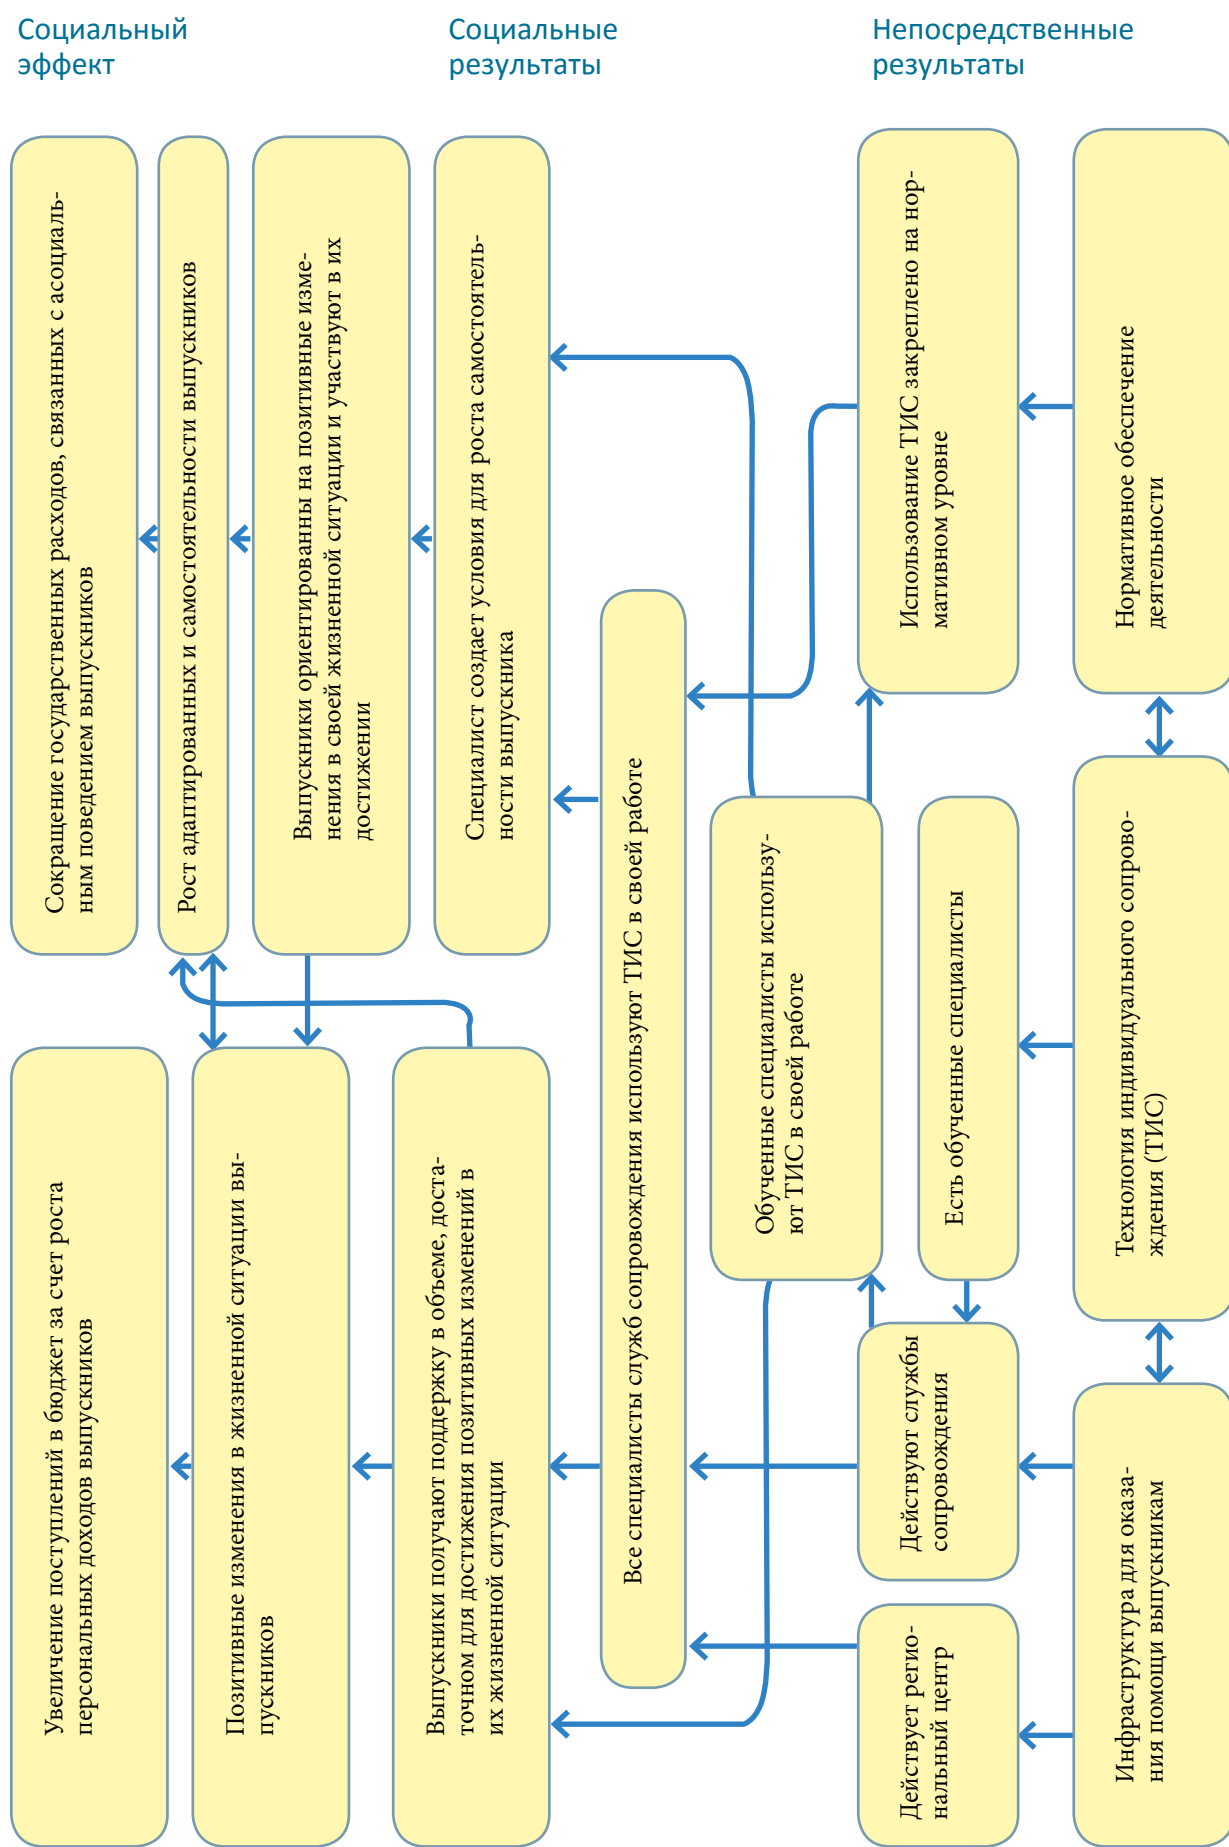 Социальный
эффект
Социальные
результаты
Непосредственные
результаты
Сокращение государственных расходов, связанных с асоциаль-
ным поведением выпускников
Рост адаптированных и самостоятельности выпускников
Выпускники ориентированны на позитивные изме-
нения в своей жизненной ситуации и участвуют в их
достижении
Специалист создает условия для роста самостоятель-
ности выпускника
Использование ТИС закреплено на нор-
мативном уровне
Нормативное обеспечение
деятельности
Увеличение поступлений в бюджет за счет роста
персональных доходов выпускников
Позитивные изменения в жизненной ситуации вы-
пускников
Выпускники получают поддержку в объеме, доста-
точном для достижения позитивных изменений в
их жизненной ситуации
Все специалисты служб сопровождения используют ТИС в своей работе
Обученные специалисты использу-
ют ТИС в своей работе
Есть обученные специалисты
Технология индивидуального сопрово-
ждения (ТИС)
Действуют службы
сопровождения
Действует регио-
нальный центр
Инфраструктура для оказа-
ния помощи выпускникам